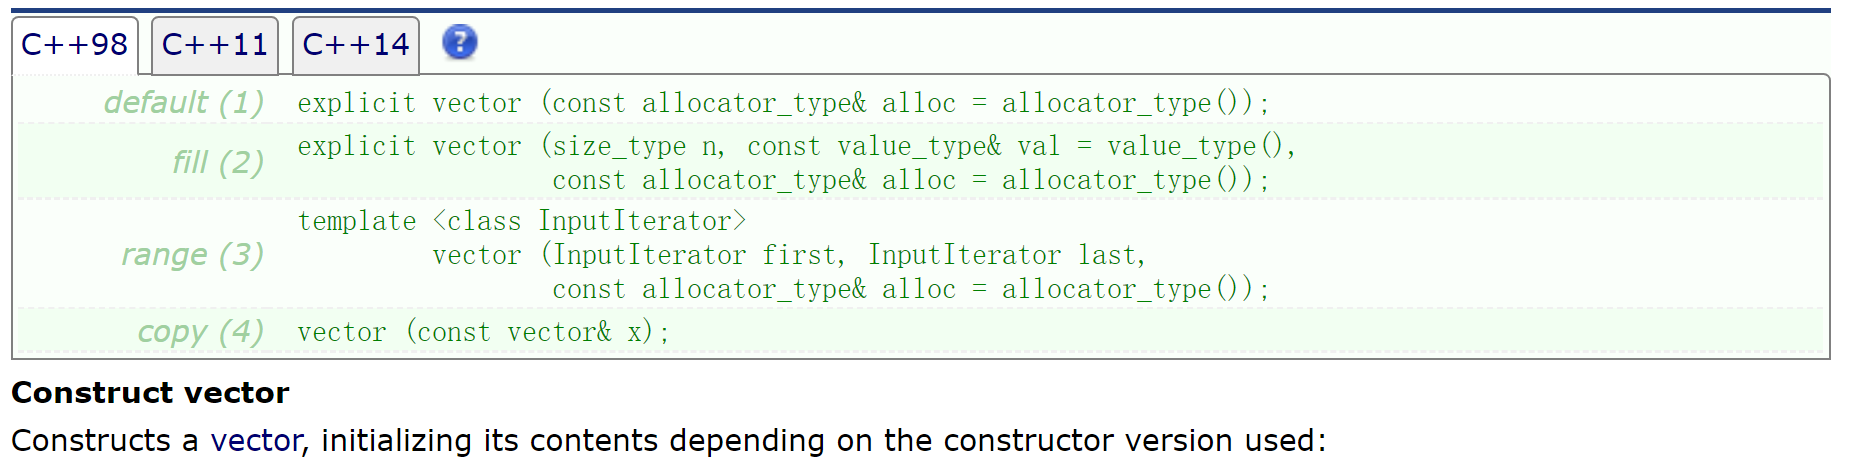 C++98 C++11 C++14 ?
default (1) explicit vector (const allocator_type& alloc = allocator_type());
fill (2) explicit vector (size_type n, const value_type& val = value_type(),
const allocator_type& alloc = allocator_type());
template <class InputIterator>
range (3) vector (InputIterator first, InputIterator last,
const allocator_type& alloc = allocator_type());
copy (4) vector (const vector& x);
Construct vector
Constructs a vector, initializing its contents depending on the constructor version used: